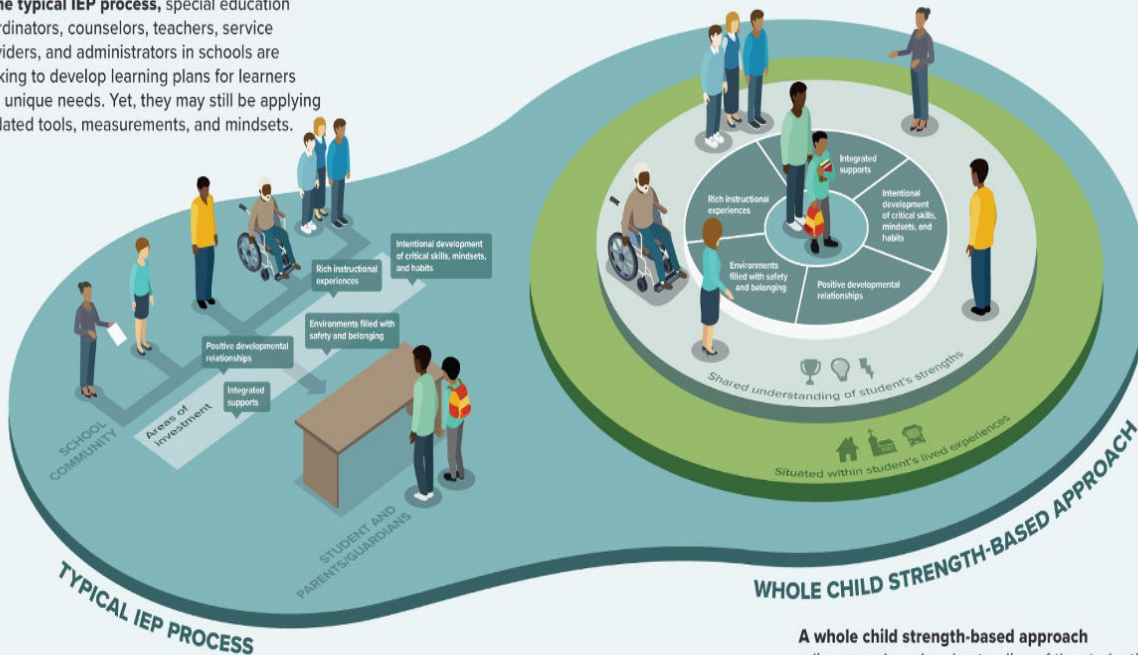 he typical IEP process, special education
rdinators, counselors, teachers, service
viders, and administrators in schools are
king to develop learning plans for learners
unique needs. Yet, they may still be applying
dated tools, measurements, and mindsets.
Intentional development
of critical skills, mindsets,
and habits
Rich instructional
experiences
Environments filled with
safety and belonging
Positive developmental
relationships
Integrated
supports
Areas of
investment
SCHOOL
COMMUNITY
STUDENT AND
PARENTS/GUARDIANS
TYPICAL IEP PROCESS
Integrated
supports
Rich instructional
experiences
Intentional
development
of critical skills,
mindsets, and
habits
Environments
filled with safety
and belonging
Positive developmental
relationships
Shared understanding of student's strengths
Situated within student's lived experiences
WHOLE CHILD STRENGTH-BASED APPROACH
A whole child strength-based approach